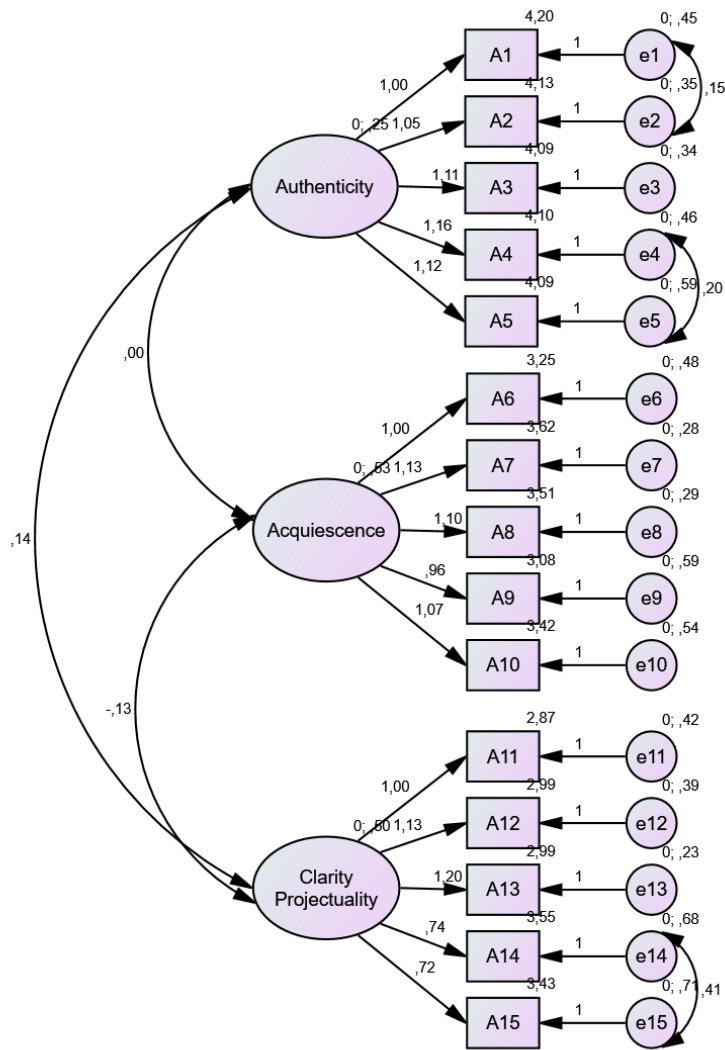 4,20
0; ,45
A1
1
e1
1,00
,15
4,13
0; ,35
0; ,25
1,05
A2
1
e2
4,09
0; ,34
Authenticity
1,11
A3
1
e3
4,10
0; ,46
1,16
A4
1
e4
1,12
4,09
0; ,59
,20
A5
1
e5
,00
3,25
0; ,48
A6
1
e6
1,00
3,62
0; ,28
0; ,53
1,13
A7
1
e7
3,51
0; ,29
Acquiescence
1,10
A8
1
e8
,14
3,08
0; ,59
,96
A9
1
e9
1,07
3,42
0; ,54
A10
1
e10
-,13
2,87
0; ,42
A11
1
e11
1,00
2,99
0; ,39
0; ,50
1,13
A12
1
e12
2,99
0; ,23
Clarity
Projectuality
1,20
A13
1
e13
3,55
0; ,68
,74
A14
1
e14
,72
3,43
0; ,71
,41
A15
1
e15